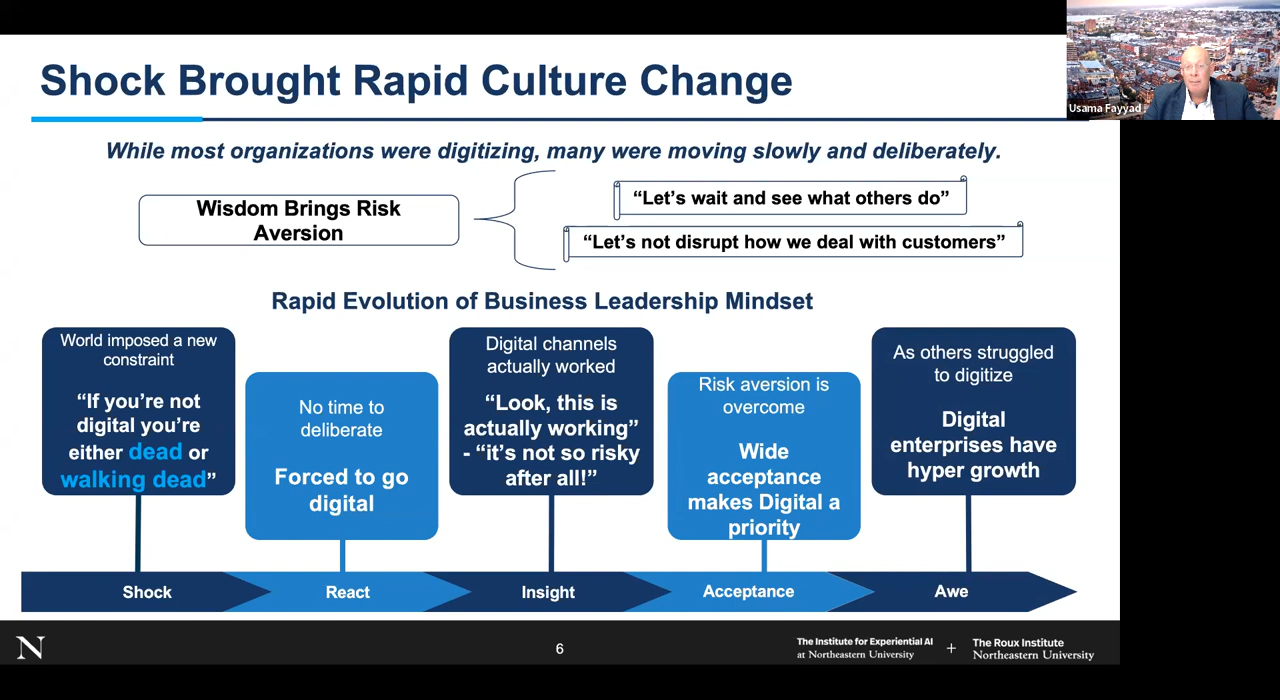 Shock Brought Rapid Culture Change
Usama Fayyad
While most organizations were digitizing, many were moving slowly and deliberately.
Wisdom Brings Risk
Aversion
“Let’s wait and see what others do”
“Let’s not disrupt how we deal with customers”
Rapid Evolution of Business Leadership Mindset
World imposed a new
constraint
“If you’re not
digital you’re
either dead or
walking dead”
No time to
deliberate
Forced to go
digital
Digital channels
actually worked
“Look, this is
actually working”
- “it’s not so risky
after all!”
Risk aversion is
overcome
Wide
acceptance
makes Digital a
priority
As others struggled
to digitize
Digital
enterprises have
hyper growth
Shock
React
Insight
Acceptance
Awe
N
6
The Institute for Experiential AI
at Northeastern University
+
The Roux Institute
Northeastern University